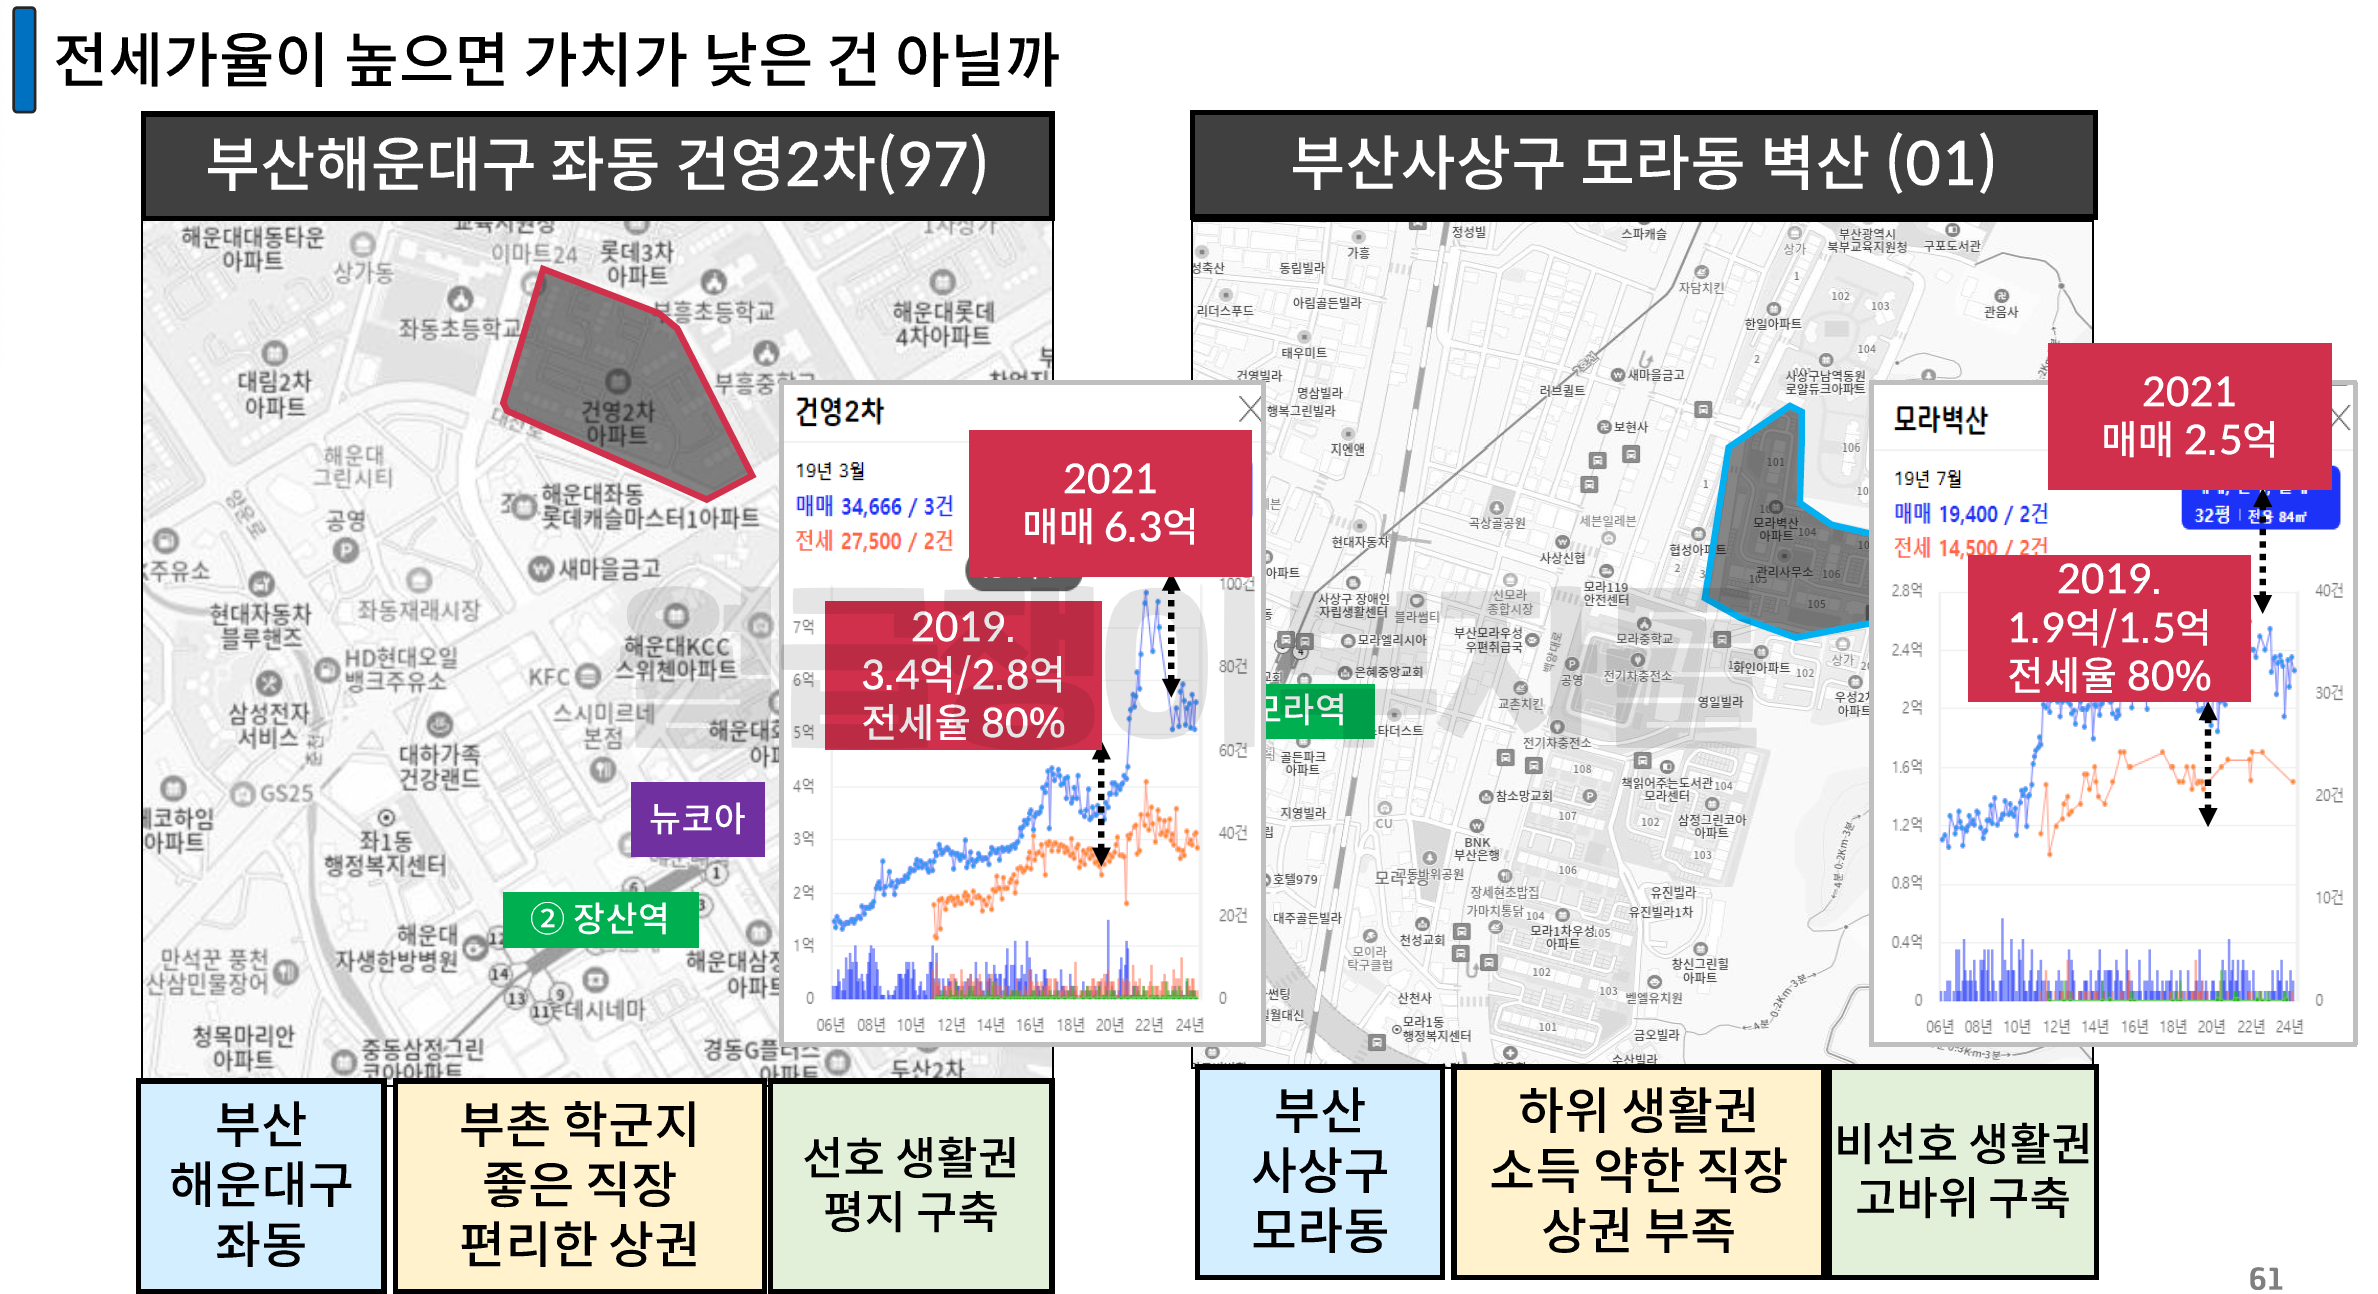 전세가율이 높으면 가치가 낮은 건 아닐까
부산해운대구 좌동 건영2차(97)
해운대대동타운
아파트
상가동
이마트24
롯데3차
아파트
좌동초등학교
부흥초등학교
해운대롯데
4차아파트
대림2차
아파트
건영2차
아파트
해운대
그린시티
공영
해운대좌동
롯데캐슬마스터1아파트
새마을금고
현대자동차
블루핸즈
좌동재래시장
해운대KCC
스위첸아파트
HD현대오일
뱅크주유소
KFC
스시미르네
본점
삼성전자
서비스
대하가족
건강랜드
GS25
좌1동
행정복지센터
뉴코아
② 장산역
해운대
자생한방병원
만석꾼 풍천
산삼민물장어
청목마리안
아파트
중동삼정그린
코아아파트
두산2차
건영2차
19년 3월
매매 34,666 / 3건
전세 27,500 / 2건
2021
매매 6.3억
2019.
3.4억/2.8억
전세율 80%
7억
6억
5억
4억
3억
2억
1억
0
100건
80건
60건
40건
20건
0
06년 08년 10년 12년 14년 16년 18년 20년 22년 24년
부산
해운대구
좌동
부촌 학군지
좋은 직장
편리한 상권
선호 생활권
평지 구축
부산사상구 모라동 벽산 (01)
정성빌
스파캐슬
부산광역시
북부교육지원청
구포도서관
가흥
동림빌라
상가
자담치킨
리더스푸드
아림골든빌라
한일아파트
관음사
태우미트
건영빌라
명삼빌라
행복그린빌라
러브퀼트
새마을금고
사상구남역동원
로얄듀크아파트
지엔앤
보현사
곡상골공원
세븐일레븐
모라벽산
아파트
현대자동차
사상신협
협성아파트
관리사무소
모라119
안전센터
사상구 장애인
자립생활센터
신모라
종합시장
모라엘리시아
부산모라우성
우편취급국
모라중학교
은혜중앙교회
공영
전기차충전소
화인아파트
모라역
교촌치킨
영일빌라
전기차충전소
골든파크
아파트
책읽어주는도서관
모라센터
참소망교회
지영빌라
CU
삼정그린코아
아파트
BNK
부산은행
호텔979
장세현초밥집
가마치통닭
유진빌라
유진빌라1차
대주골든빌라
천성교회
모라1차우성
아파트
모이라
탁구클럽
창신그린힐
아파트
산천사
벧엘유치원
모라1동
행정복지센터
금오빌라
수산빌라
모라벽산
19년 7월
매매 19,400 / 2건
전세 14,500 / 2건
32평 | 전용 84㎡
2021
매매 2.5억
2019.
1.9억/1.5억
전세율 80%
2.8억
2.4억
2억
1.6억
1.2억
0.8억
0.4억
0
40건
30건
20건
10건
0
06년 08년 10년 12년 14년 16년 18년 20년 22년 24년
부산
사상구
모라동
하위 생활권
소득 약한 직장
상권 부족
비선호 생활권
고바위 구축
61